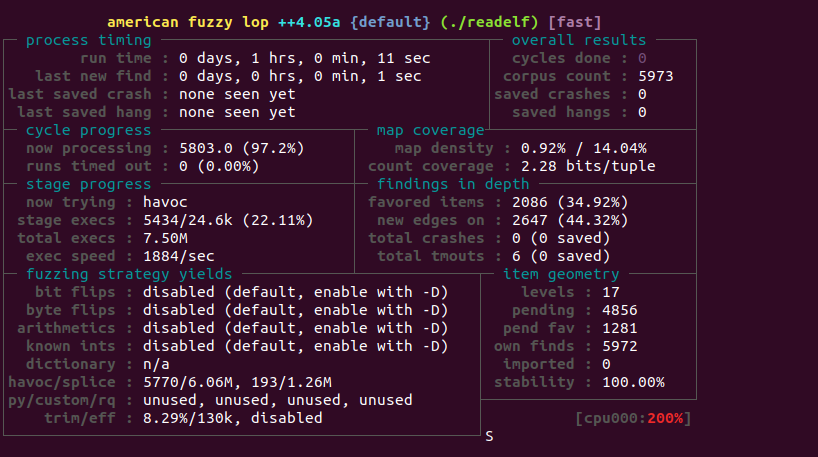 american fuzzy lop ++4.05a {default} (./readelf) [fast]
process timing overall results
run time : 0 days, 1 hrs, 0 min, 11 sec cycles done : 0
last new find : 0 days, 0 hrs, 0 min, 1 sec corpus count : 5973
last saved crash : none seen yet saved crashes : 0
last saved hang : none seen yet saved hangs : 0
cycle progress map coverage
now processing : 5803.0 (97.2%) map density : 0.92% / 14.04%
runs timed out : 0 (0.00%) count coverage : 2.28 bits/tuple
stage progress findings in depth
now trying : havoc favored items : 2086 (34.92%)
stage execs : 5434/24.6k (22.11%) new edges on : 2647 (44.32%)
total execs : 7.50M total crashes : 0 (0 saved)
exec speed : 1884/sec total tmouts : 6 (0 saved)
fuzzing strategy yields item geometry
bit flips : disabled (default, enable with -D) levels : 17
byte flips : disabled (default, enable with -D) pending : 4856
arithmetics : disabled (default, enable with -D) pend fav : 1281
known ints : disabled (default, enable with -D) own finds : 5972
dictionary : n/a imported : 0
havoc/splice : 5770/6.06M, 193/1.26M stability : 100.00%
py/custom/rq : unused, unused, unused, unused
trim/eff : 8.29%/130k, disabled [cpu000:200%]
S